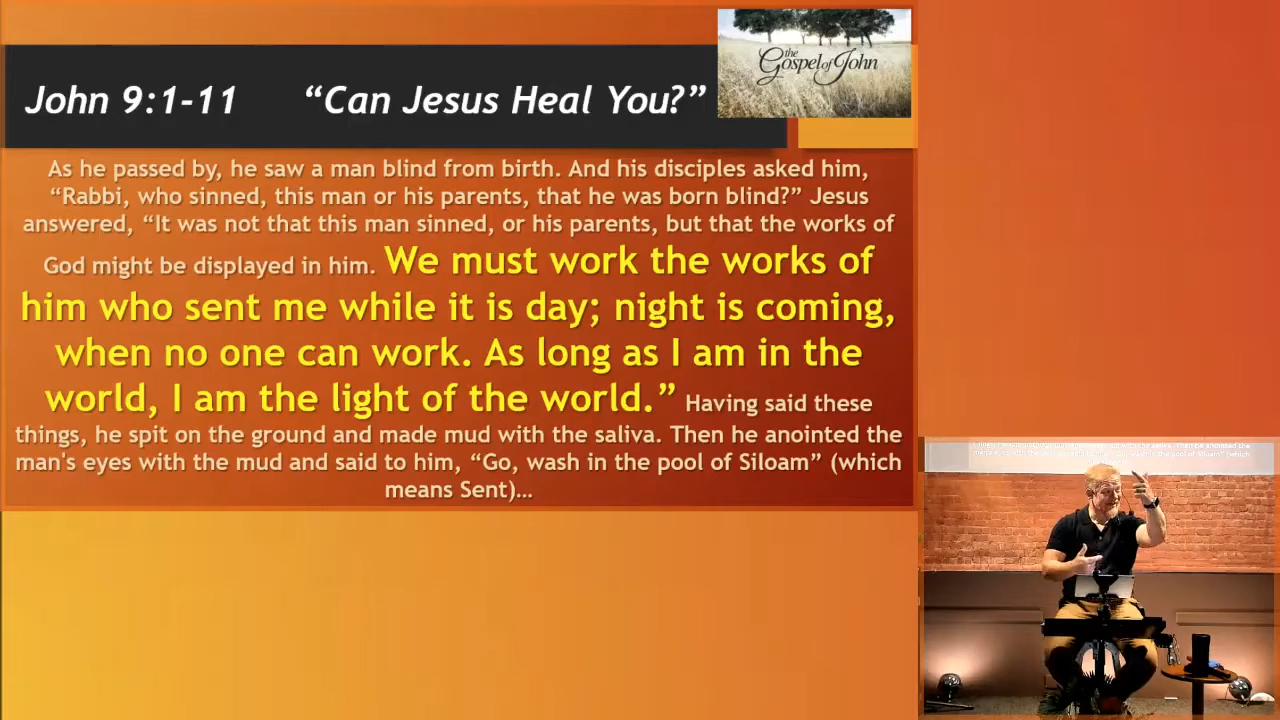 the
Gospel of John
John 9:1-11 “Can Jesus Heal You?”
As he passed by, he saw a man blind from birth. And his disciples asked him,
“Rabbi, who sinned, this man or his parents, that he was born blind?” Jesus
answered, “It was not that this man sinned, or his parents, but that the works of
God might be displayed in him. We must work the works of
him who sent me while it is day; night is coming,
when no one can work. As long as I am in the
world, I am the light of the world.” Having said these
things, he spit on the ground and made mud with the saliva. Then he anointed the
man's eyes with the mud and said to him, “Go, wash in the pool of Siloam” (which
means Sent)…